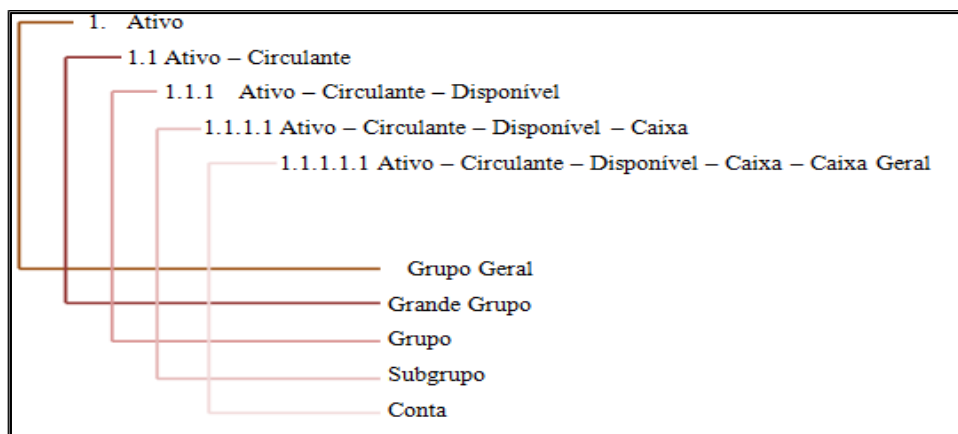 1. Ativo
1.1 Ativo – Circulante
1.1.1 Ativo – Circulante – Disponível
1.1.1.1 Ativo – Circulante – Disponível – Caixa
1.1.1.1.1 Ativo – Circulante – Disponível – Caixa – Caixa Geral
Grupo Geral
Grande Grupo
Grupo
Subgrupo
Conta